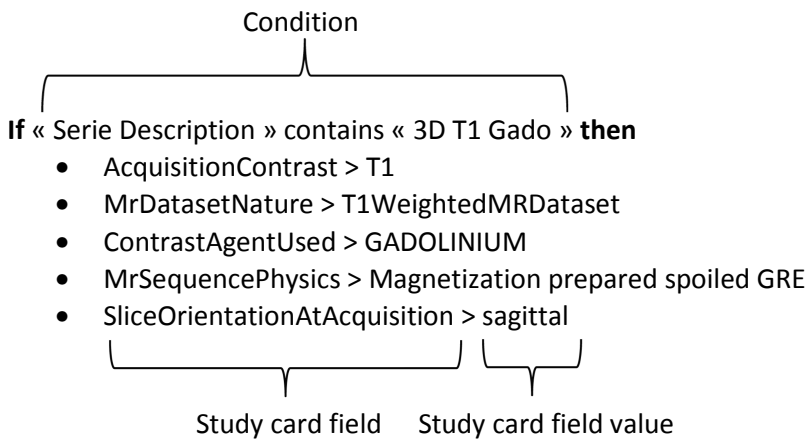 Condition
If « Serie Description » contains « 3D T1 Gado » then
• AcquisitionContrast > T1
• MrDatasetNature > T1WeightedMRDataset
• ContrastAgentUsed > GADOLINIUM
• MrSequencePhysics > Magnetization prepared spoiled GRE
• SliceOrientationAtAcquisition > sagittal
Study card field Study card field value